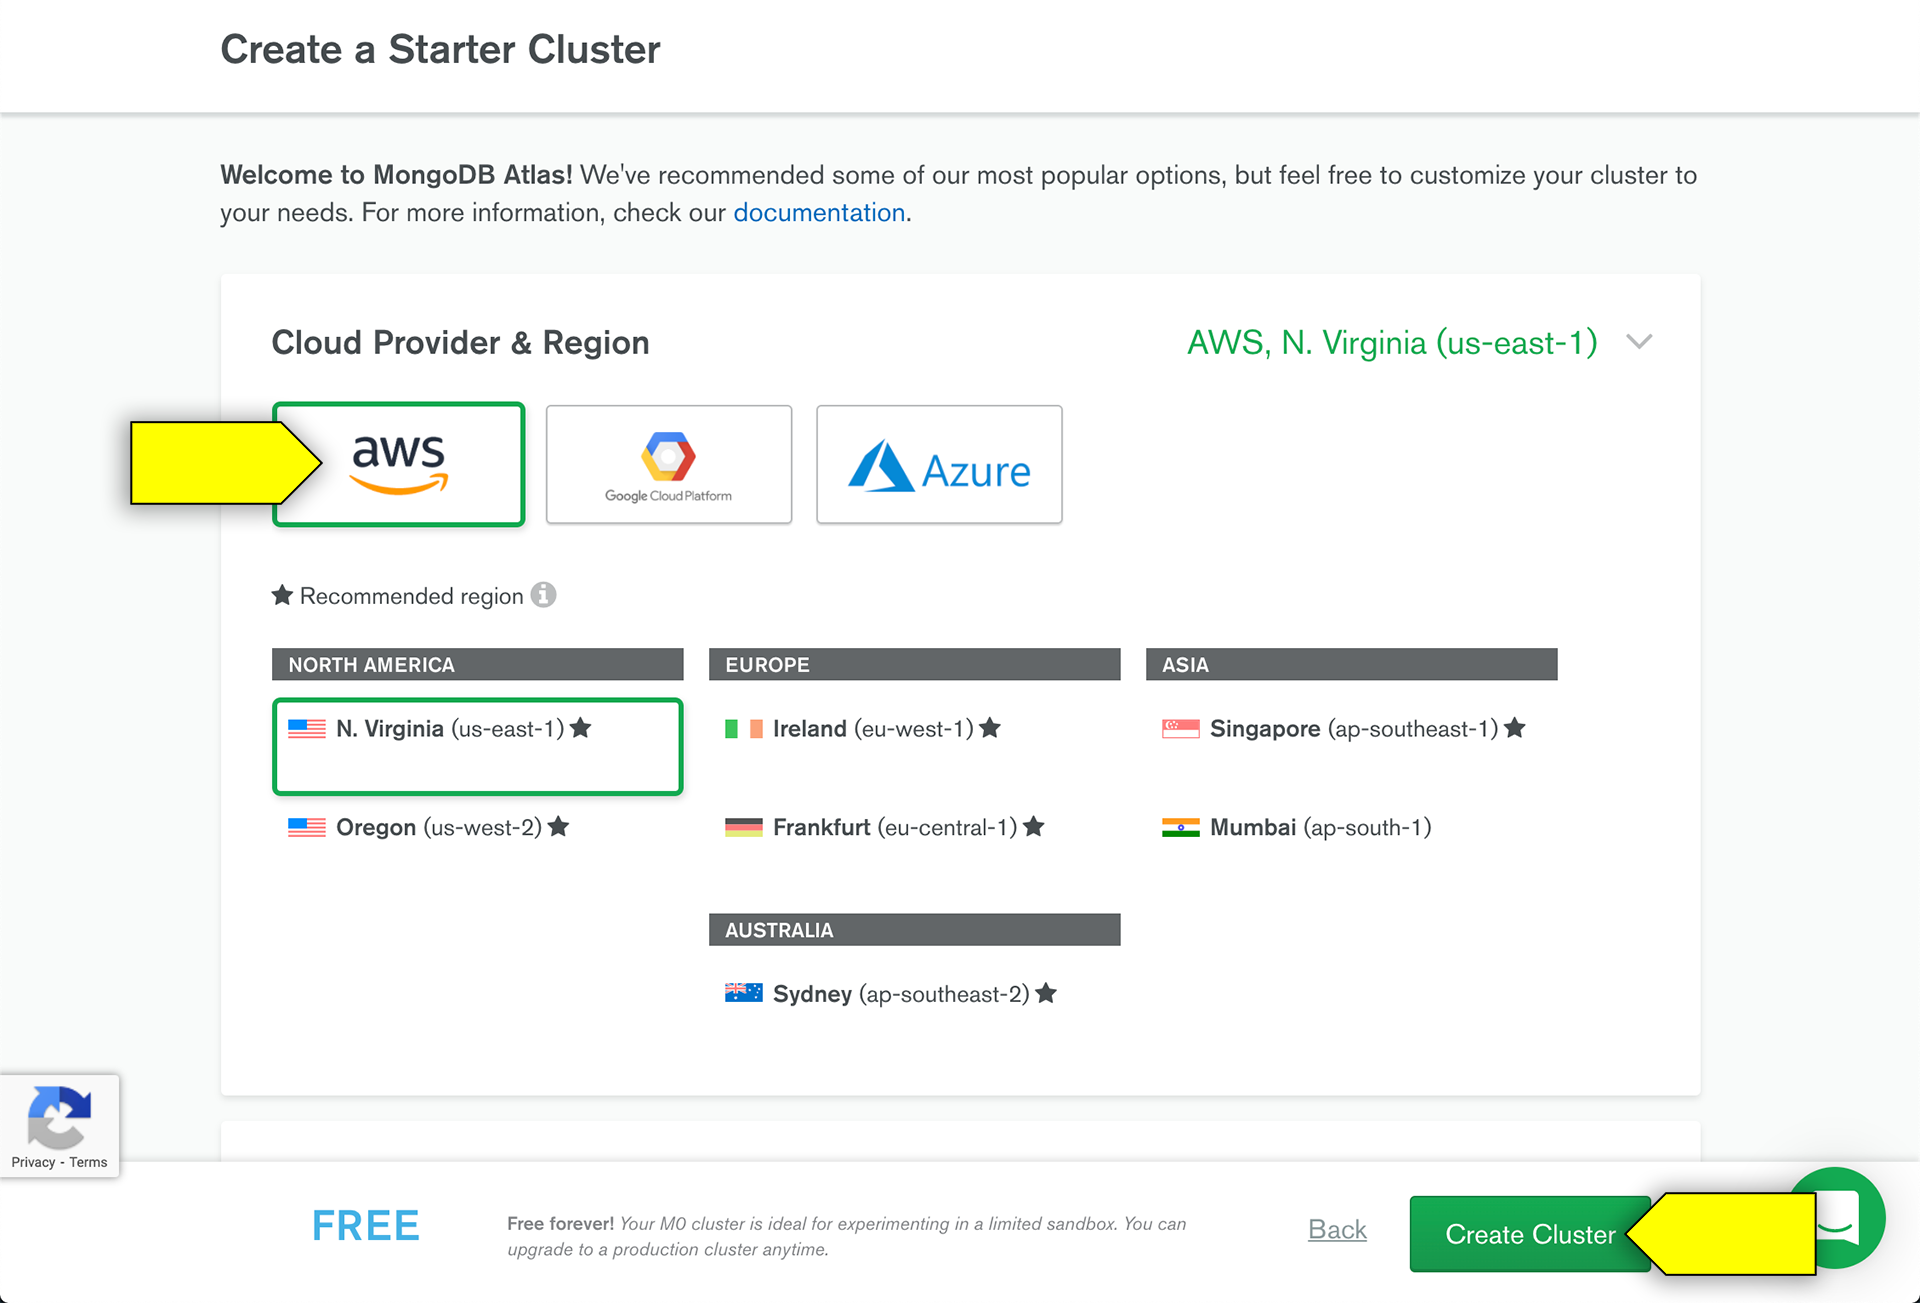 Create a Starter Cluster
Welcome to MongoDB Atlas! We've recommended some of our most popular options, but feel free to customize your cluster to
your needs. For more information, check our documentation.
Cloud Provider & Region
AWS, N. Virginia (us-east-1)
aws
Google Cloud Platform
Azure
★ Recommended region
NORTH AMERICA
EUROPE
ASIA
N. Virginia (us-east-1) ★
Ireland (eu-west-1) ★
Singapore (ap-southeast-1) ★
Oregon (us-west-2) ★
Frankfurt (eu-central-1) ★
Mumbai (ap-south-1)
AUSTRALIA
Sydney (ap-southeast-2) ★
Privacy - Terms
FREE
Free forever! Your M0 cluster is ideal for experimenting in a limited sandbox. You can
upgrade to a production cluster anytime.
Back
Create Cluster